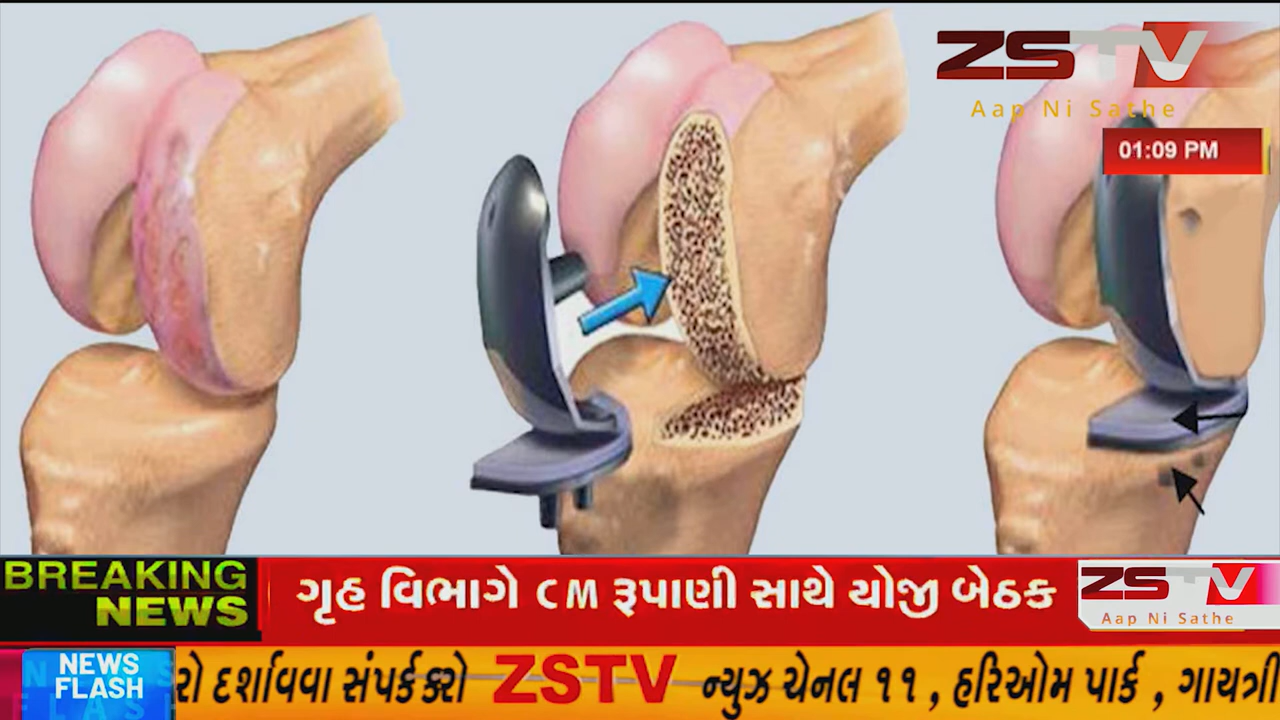 ZSTV
Aap Ni Sathe
01:09 PM
BREAKING NEWS
ગૃહ વિભાગે CM રૂપાણી સાથે યોજી બેઠક
ZSTV
Aap Ni Sathe
NEWS FLASH
રો દર્શાવવા સંપર્ક કરો ZSTV ન્યુઝ ચેનલ ૧૧ , હરિઓમ પાર્ક , ગાયત્રી